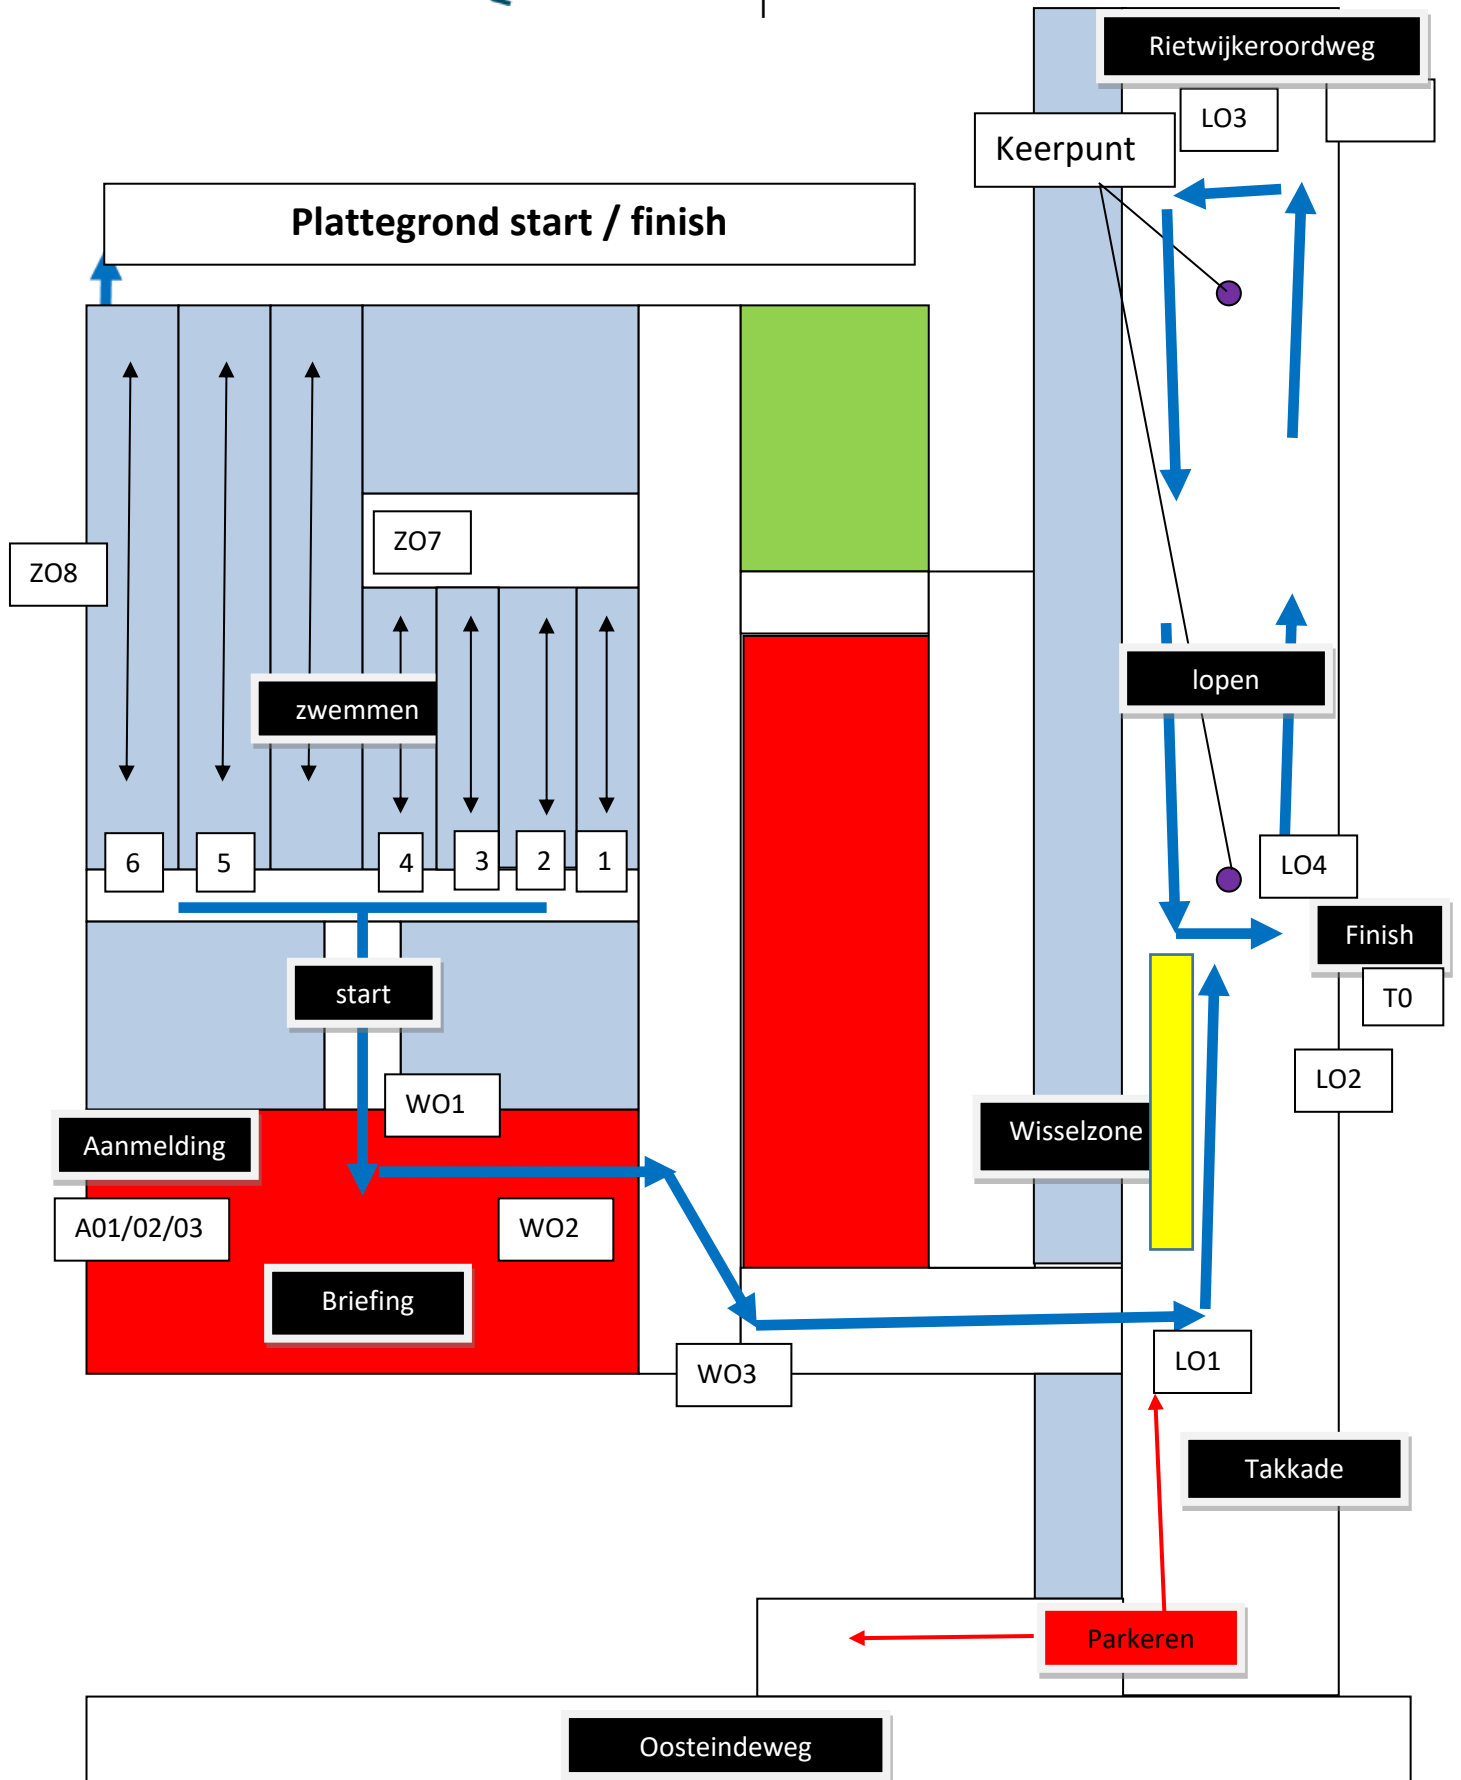 Rietwijkeroordweg
LO3
Keerpunt
Plattegrond start / finish
ZO7
ZO8
lopen
zwemmen
6
5
4
3
2
1
LO4
Finish
start
T0
LO2
WO1
Wisselzone
Aanmelding
A01/02/03
WO2
Briefing
LO1
WO3
Takkade
Parkeren
Oosteindeweg